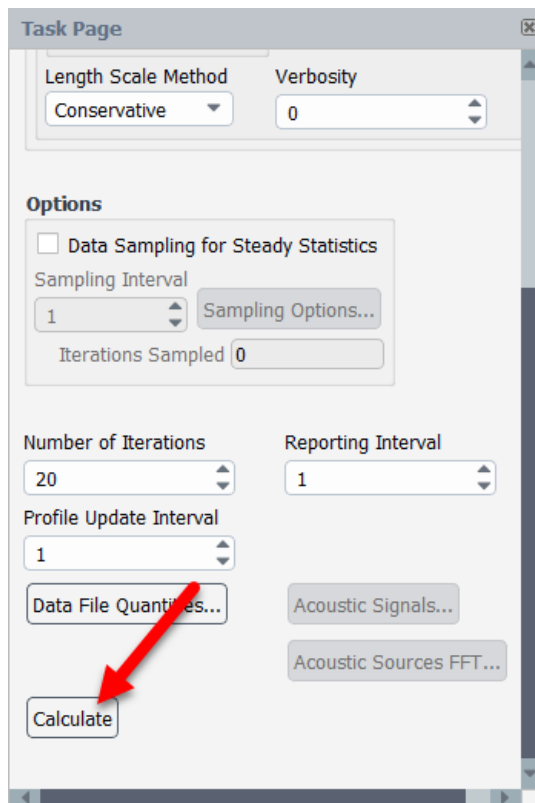 Task Page
Length Scale Method Verbosity
Conservative 0
Options
Data Sampling for Steady Statistics
Sampling Interval
1 Sampling Options...
Iterations Sampled 0
Number of Iterations Reporting Interval
20 1
Profile Update Interval
1
Data File Quantities... Acoustic Signals...
Acoustic Sources FFT...
Calculate